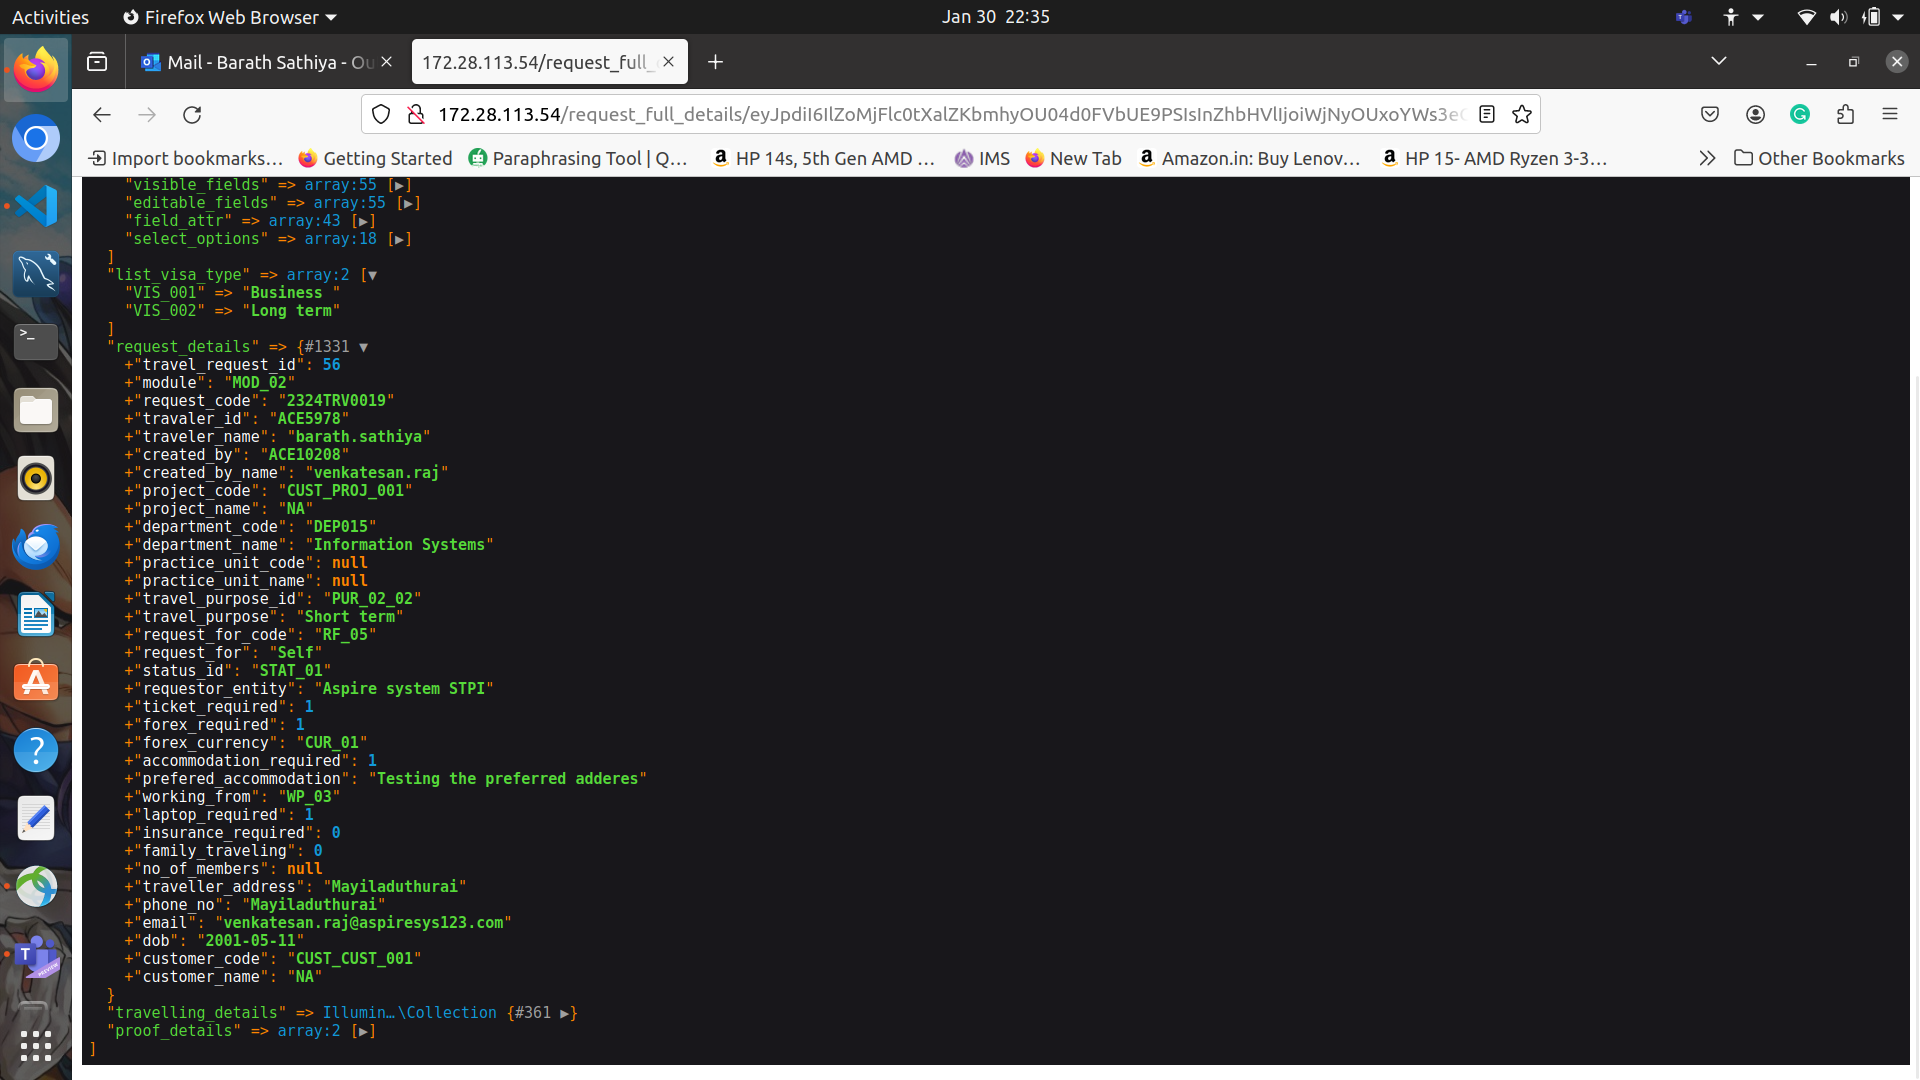 Activities
Firefox Web Browser
Jan 30 22:35
Mail - Barath Sathiya - Ou
172.28.113.54/request_full_
172.28.113.54/request_full_details/
Import bookmarks...
Getting Started
Paraphrasing Tool | Q...
HP 14s, 5th Gen AMD ...
IMS
New Tab
Amazon.in: Buy Lenov...
HP 15- AMD Ryzen 3-3...
Other Bookmarks
"visible_fields" => array:55 [▶]
"editable_fields" => array:55 [▶]
"field_attr" => array:43 [▶]
"select_options" => array:18 [▶]
]
"list_visa_type" => array:2 [▼
"VIS_001" => "Business "
"VIS_002" => "Long term"
]
"request_details" => {#1331 ▼
+"travel_request_id": 56
+"module": "MOD_02"
+"request_code": "2324TRV0019"
+"travaler_id": "ACE5978"
+"traveler_name": "barath.sathiya"
+"created_by": "ACE10208"
+"created_by_name": "venkatesan.raj"
+"project_code": "CUST_PROJ_001"
+"project_name": "NA"
+"department_code": "DEP015"
+"department_name": "Information Systems"
+"practice_unit_code": null
+"practice_unit_name": null
+"travel_purpose_id": "PUR_02_02"
+"travel_purpose": "Short term"
+"request_for_code": "RF_05"
+"request_for": "Self"
+"status_id": "STAT_01"
+"requestor_entity": "Aspire system STPI"
+"ticket_required": 1
+"forex_required": 1
+"forex_currency": "CUR_01"
+"accommodation_required": 1
+"prefered_accommodation": "Testing the preferred adderes"
+"working_from": "WP_03"
+"laptop_required": 1
+"insurance_required": 0
+"family_traveling": 0
+"no_of_members": null
+"traveller_address": "Mayiladuthurai"
+"phone_no": "Mayiladuthurai"
+"email": "venkatesan.raj@aspiresys123.com"
+"dob": "2001-05-11"
+"customer_code": "CUST_CUST_001"
+"customer_name": "NA"
}
"travelling_details" => Illumin…\Collection {#361 ▶}
"proof_details" => array:2 [▶]
]